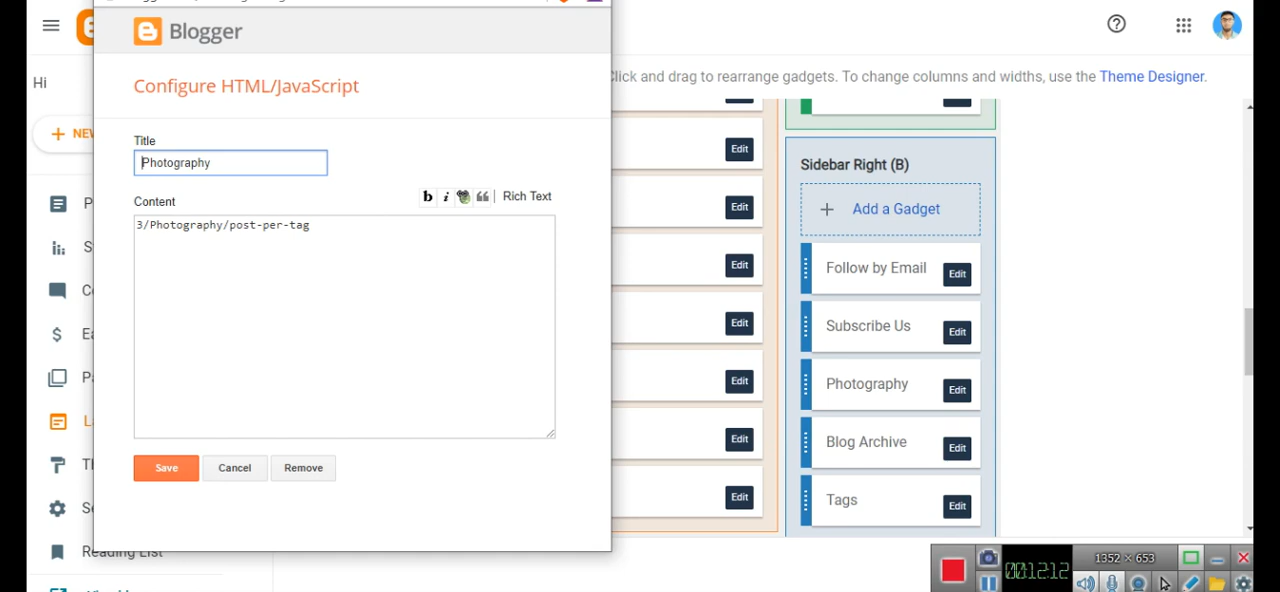 Blogger
Configure HTML/JavaScript
Title
Photography
Content
b i Rich Text
3/Photography/post-per-tag
Save Cancel Remove
Hi
NEW
Reading List
Click and drag to rearrange gadgets. To change columns and widths, use the Theme Designer.
Edit
Edit
Edit
Edit
Edit
Edit
Edit
Sidebar Right (B)
Add a Gadget
Follow by Email Edit
Subscribe Us Edit
Photography Edit
Blog Archive Edit
Tags Edit
1352 × 653
00:12:12